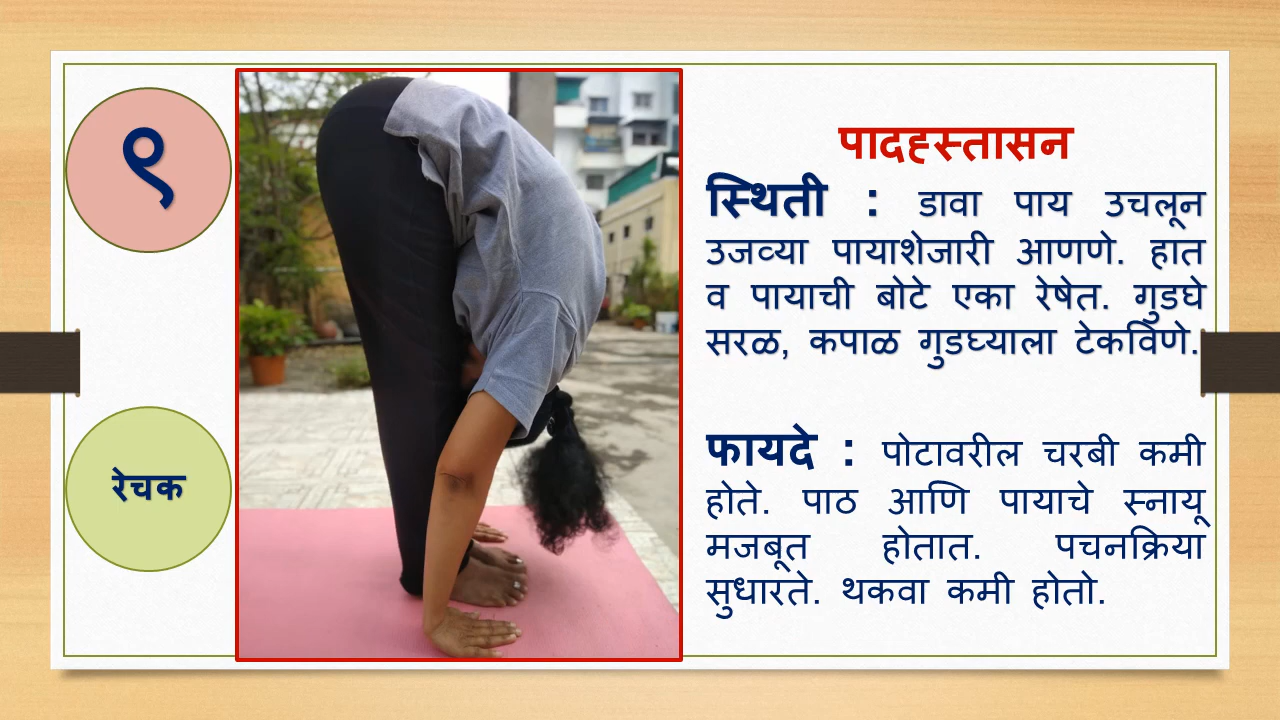 ९
रेचक
पादहस्तासन
स्थिती : डावा पाय उचलून
उजव्या पायाशेजारी आणणे. हात
व पायाची बोटे एका रेषेत. गुडघे
सरळ, कपाळ गुडघ्याला टेकविणे.
फायदे : पोटावरील चरबी कमी
होते. पाठ आणि पायाचे स्नायू
मजबूत होतात. पचनक्रिया
सुधारते. थकवा कमी होतो.